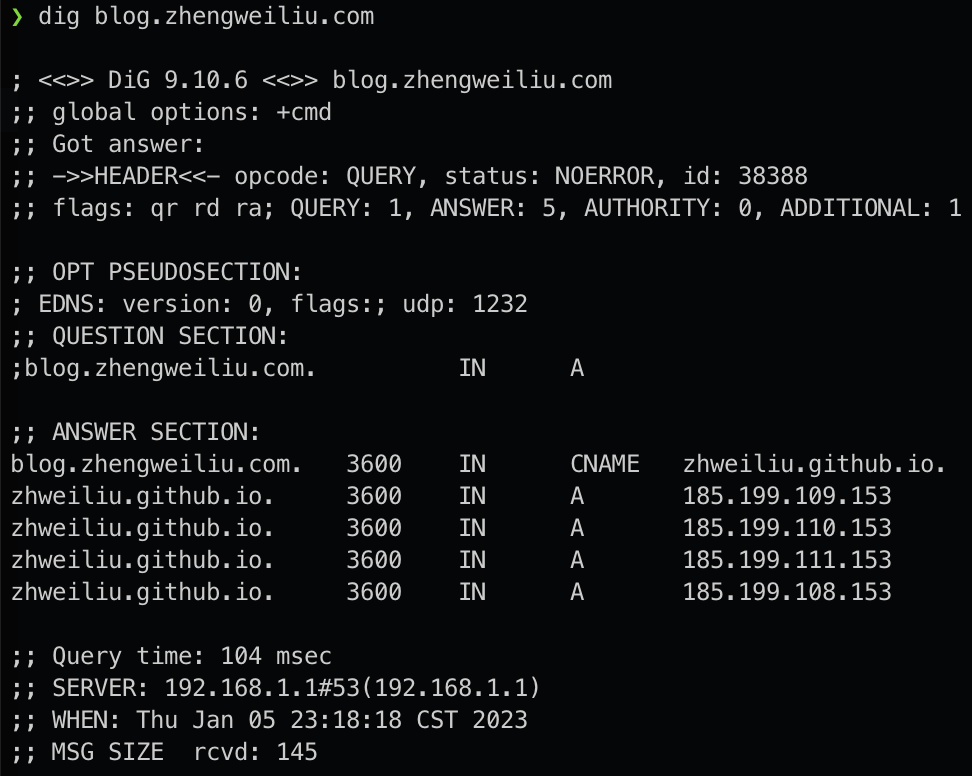 ❯ dig blog.zhengweiliu.com
; <<>> DiG 9.10.6 <<>> blog.zhengweiliu.com
;; global options: +cmd
;; Got answer:
;; ->>HEADER<<- opcode: QUERY, status: NOERROR, id: 38388
;; flags: qr rd ra; QUERY: 1, ANSWER: 5, AUTHORITY: 0, ADDITIONAL: 1
;; OPT PSEUDOSECTION:
; EDNS: version: 0, flags:; udp: 1232
;; QUESTION SECTION:
;blog.zhengweiliu.com. IN A
;; ANSWER SECTION:
blog.zhengweiliu.com. 3600 IN CNAME zhweiliu.github.io.
zhweiliu.github.io. 3600 IN A 185.199.109.153
zhweiliu.github.io. 3600 IN A 185.199.110.153
zhweiliu.github.io. 3600 IN A 185.199.111.153
zhweiliu.github.io. 3600 IN A 185.199.108.153
;; Query time: 104 msec
;; SERVER: 192.168.1.1#53(192.168.1.1)
;; WHEN: Thu Jan 05 23:18:18 CST 2023
;; MSG SIZE  rcvd: 145